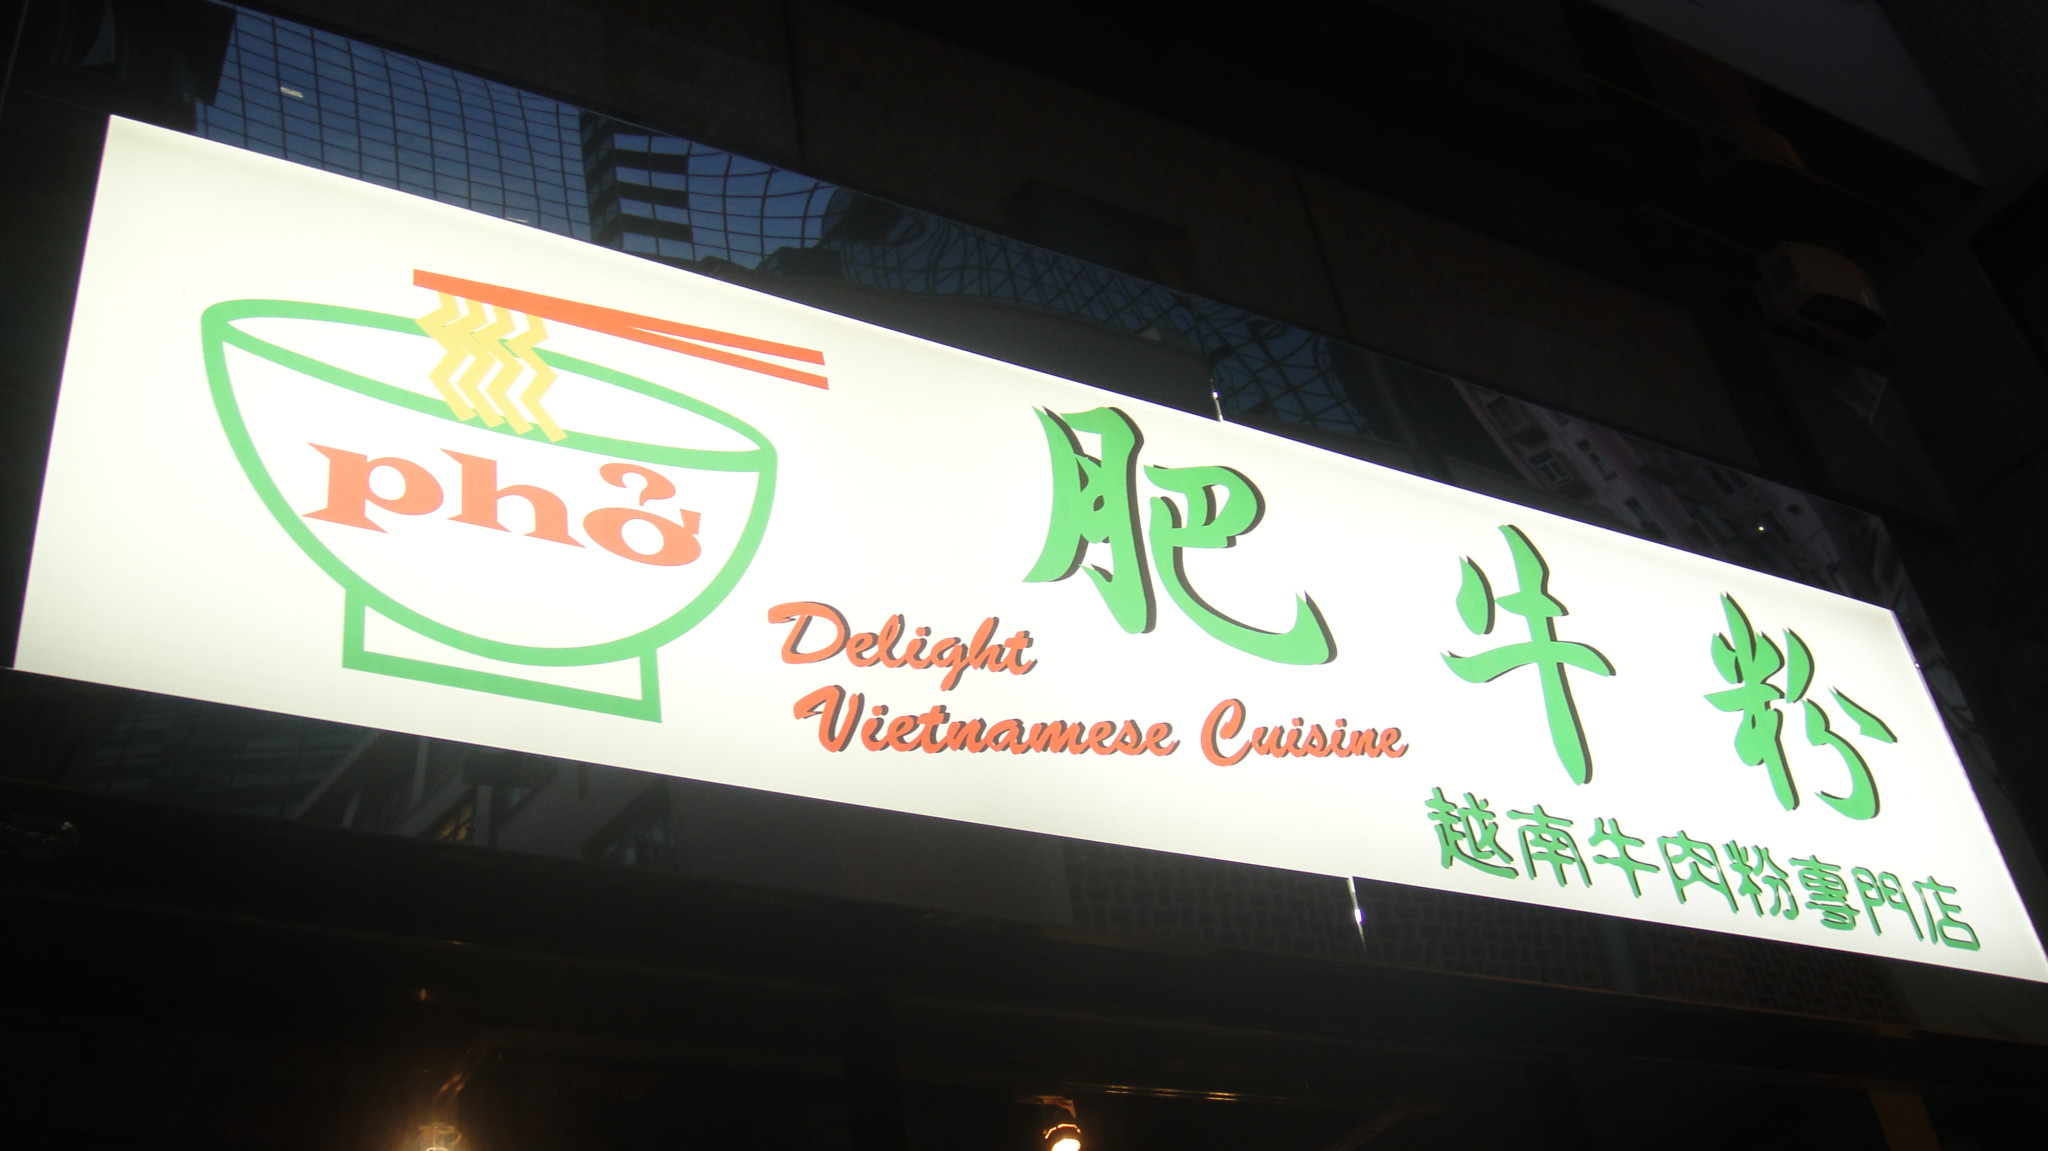 phở
肥牛粉
Delight
Vietnamese Cuisine
越南牛肉粉專門店